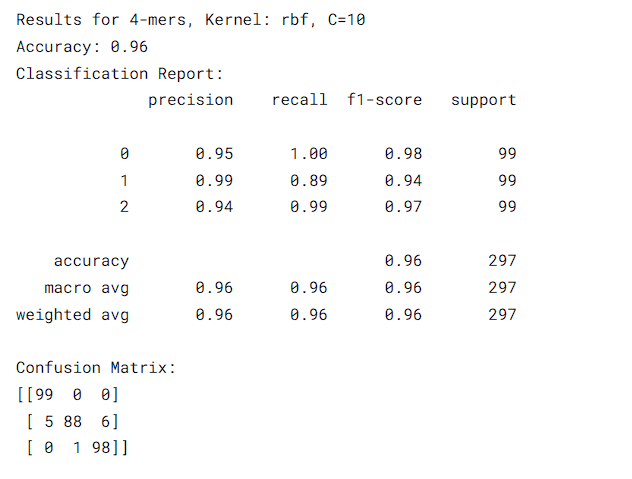 Results for 4-mers, Kernel: rbf, C=10
Accuracy: 0.96
Classification Report:
              precision    recall  f1-score   support

           0       0.95      1.00      0.98        99
           1       0.99      0.89      0.94        99
           2       0.94      0.99      0.97        99

    accuracy                           0.96       297
   macro avg       0.96      0.96      0.96       297
weighted avg       0.96      0.96      0.96       297

Confusion Matrix:
[[99  0  0]
 [ 5 88  6]
 [ 0  1 98]]